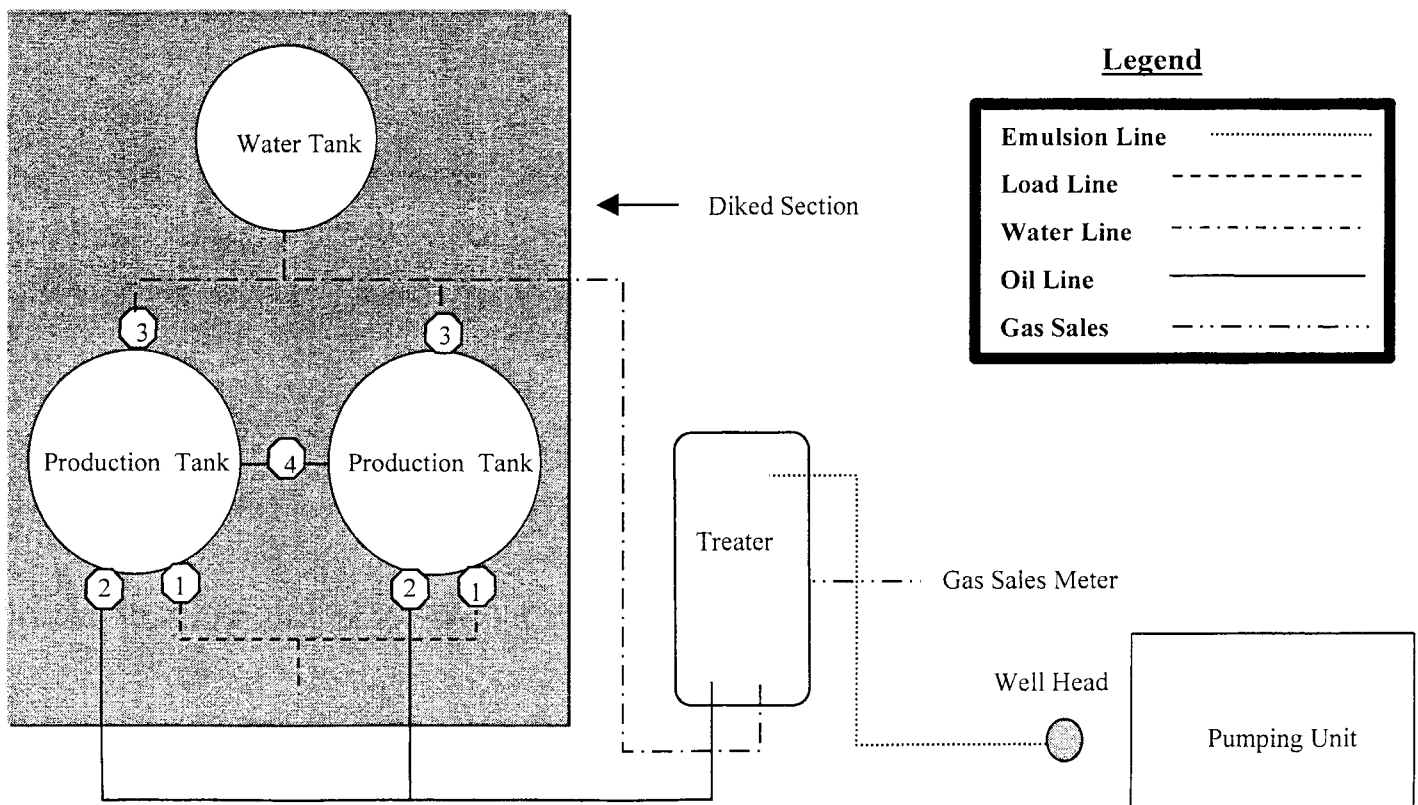 Legend
Emulsion Line
Load Line
Water Line
Oil Line
Gas Sales
Water Tank
Diked Section
3
3
Production Tank
4
Production Tank
Treater
2
1
2
1
Gas Sales Meter
Well Head
Pumping Unit